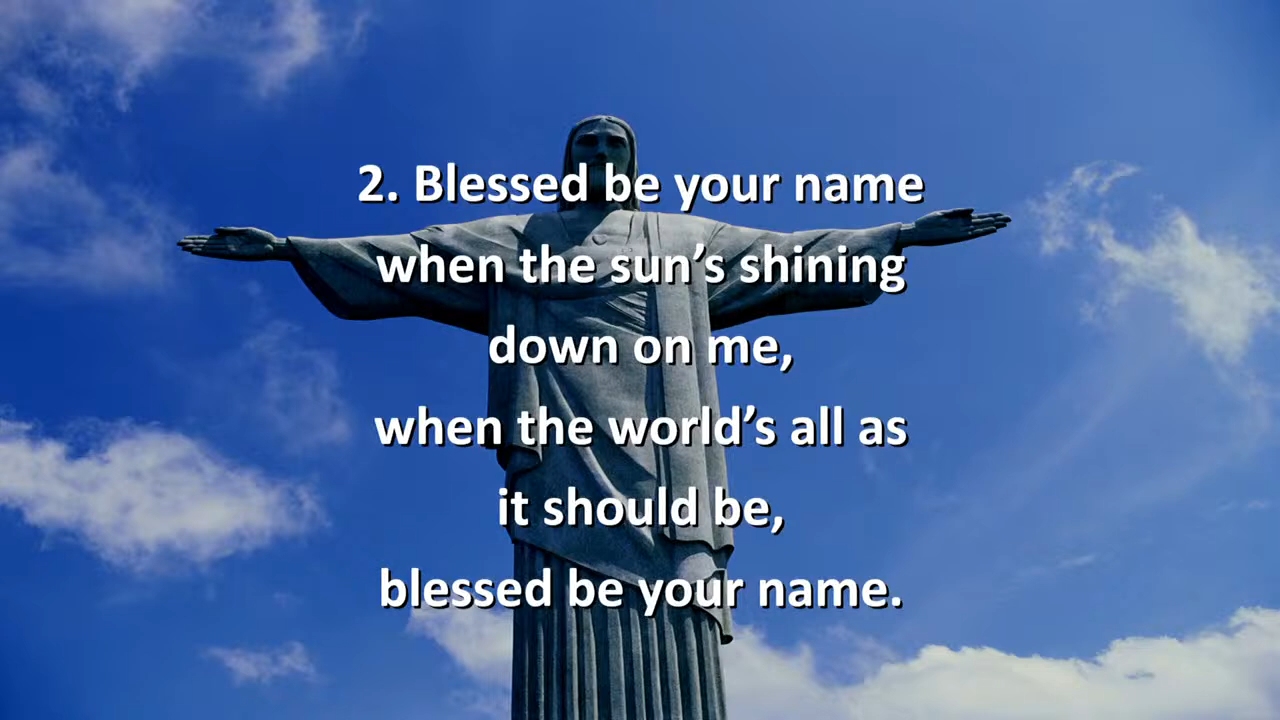 2. Blessed be your name
when the sun’s shining
down on me,
when the world’s all as
it should be,
blessed be your name.